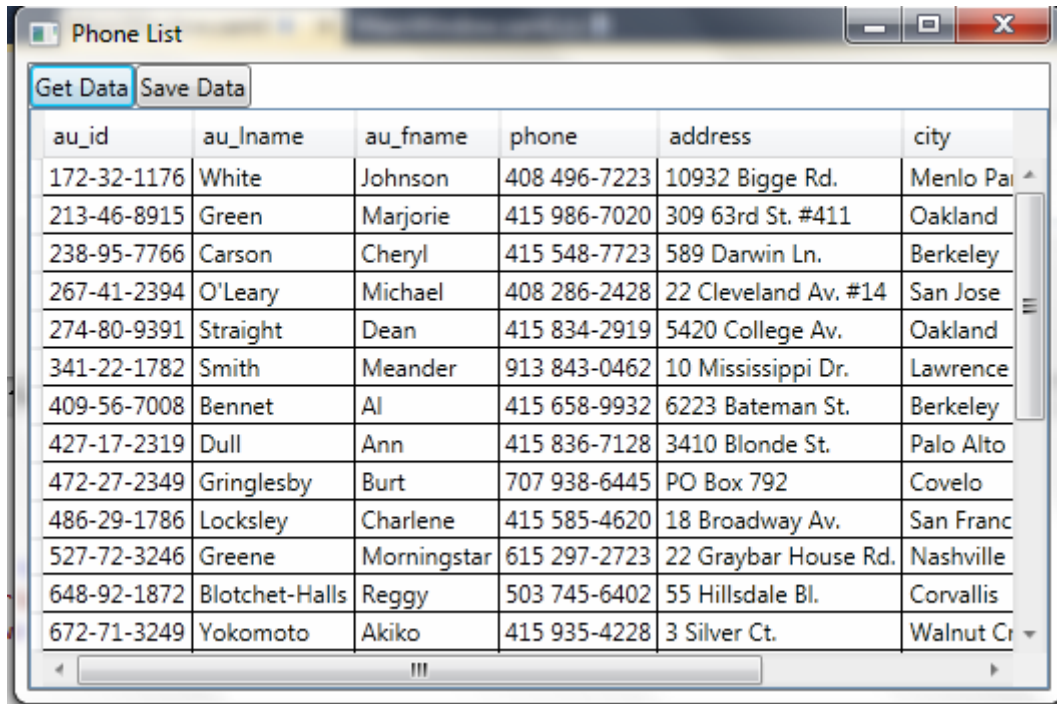 Phone List
Get Data Save Data
au_id au_lname au_fname phone address city
172-32-1176 White Johnson 408 496-7223 10932 Bigge Rd. Menlo Par
213-46-8915 Green Marjorie 415 986-7020 309 63rd St. #411 Oakland
238-95-7766 Carson Cheryl 415 548-7723 589 Darwin Ln. Berkeley
267-41-2394 O'Leary Michael 408 286-2428 22 Cleveland Av. #14 San Jose
274-80-9391 Straight Dean 415 834-2919 5420 College Av. Oakland
341-22-1782 Smith Meander 913 843-0462 10 Mississippi Dr. Lawrence
409-56-7008 Bennet Al 415 658-9932 6223 Bateman St. Berkeley
427-17-2319 Dull Ann 415 836-7128 3410 Blonde St. Palo Alto
472-27-2349 Gringlesby Burt 707 938-6445 PO Box 792 Covelo
486-29-1786 Locksley Charlene 415 585-4620 18 Broadway Av. San Franc
527-72-3246 Greene Morningstar 615 297-2723 22 Graybar House Rd. Nashville
648-92-1872 Blotchet-Halls Reggy 503 745-6402 55 Hillsdale Bl. Corvallis
672-71-3249 Yokomoto Akiko 415 935-4228 3 Silver Ct. Walnut Cr